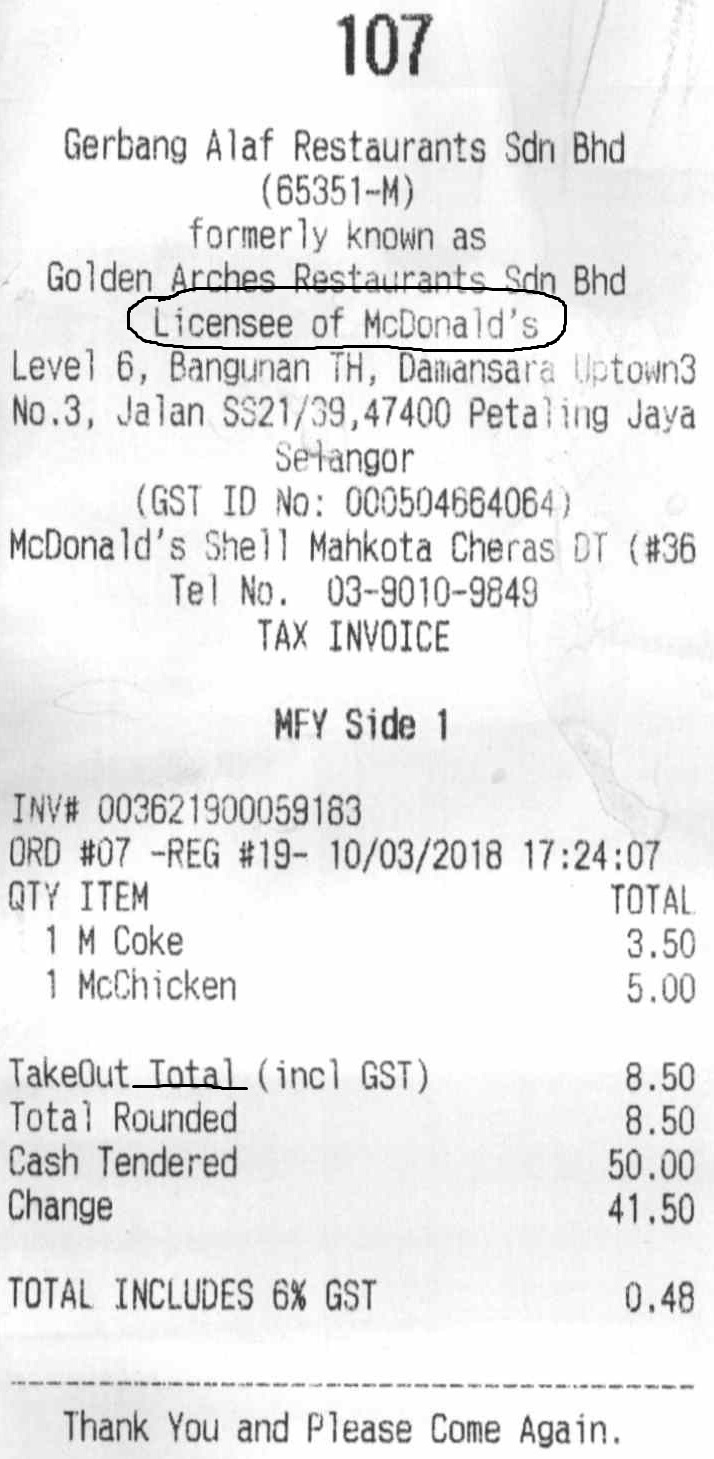 107
Gerbang Alaf Restaurants Sdn Bhd
(65351-M)
formerly known as
Golden Arches Restaurants Sdn Bhd
Licensee of McDonald's
Level 6, Bangunan TH, Damansara Uptown3
No.3, Jalan SS21/39,47400 Petaling Jaya
Selangor
(GST ID No: 000504664064)
McDonald's Shell Mahkota Cheras DT (#36
Tel No. 03-9010-9849
TAX INVOICE
MFY Side 1
INV# 003621900059183
ORD #07 -REG #19- 10/03/2018 17:24:07
QTY ITEM TOTAL
1 M Coke 3.50
1 McChicken 5.00
TakeOut Total (incl GST) 8.50
Total Rounded 8.50
Cash Tendered 50.00
Change 41.50
TOTAL INCLUDES 6% GST 0.48
Thank You and Please Come Again.